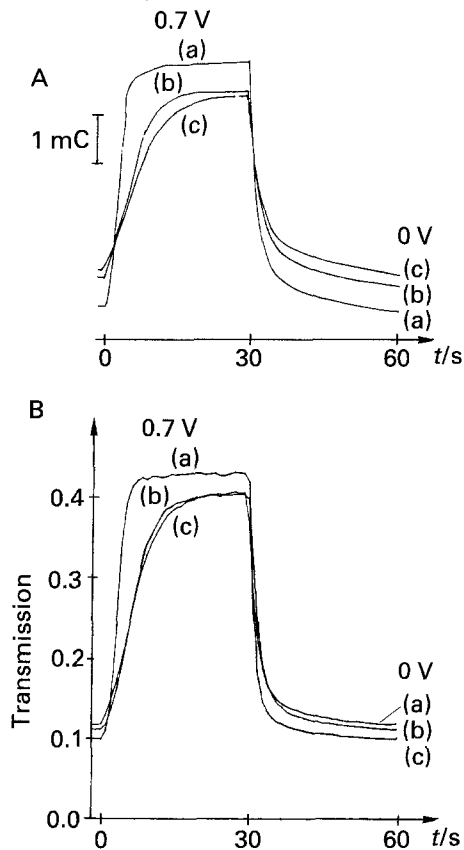 0.7 V
(a)
A
(b)
1 mC
(c)
0 V
(c)
(b)
(a)
0 30 60 t/s
B
0.7 V
(a)
0.4
(b)
(c)
0.3
Transmission
0.2
0 V
(a)
0.1
(b)
(c)
0.0
0 30 60 t/s